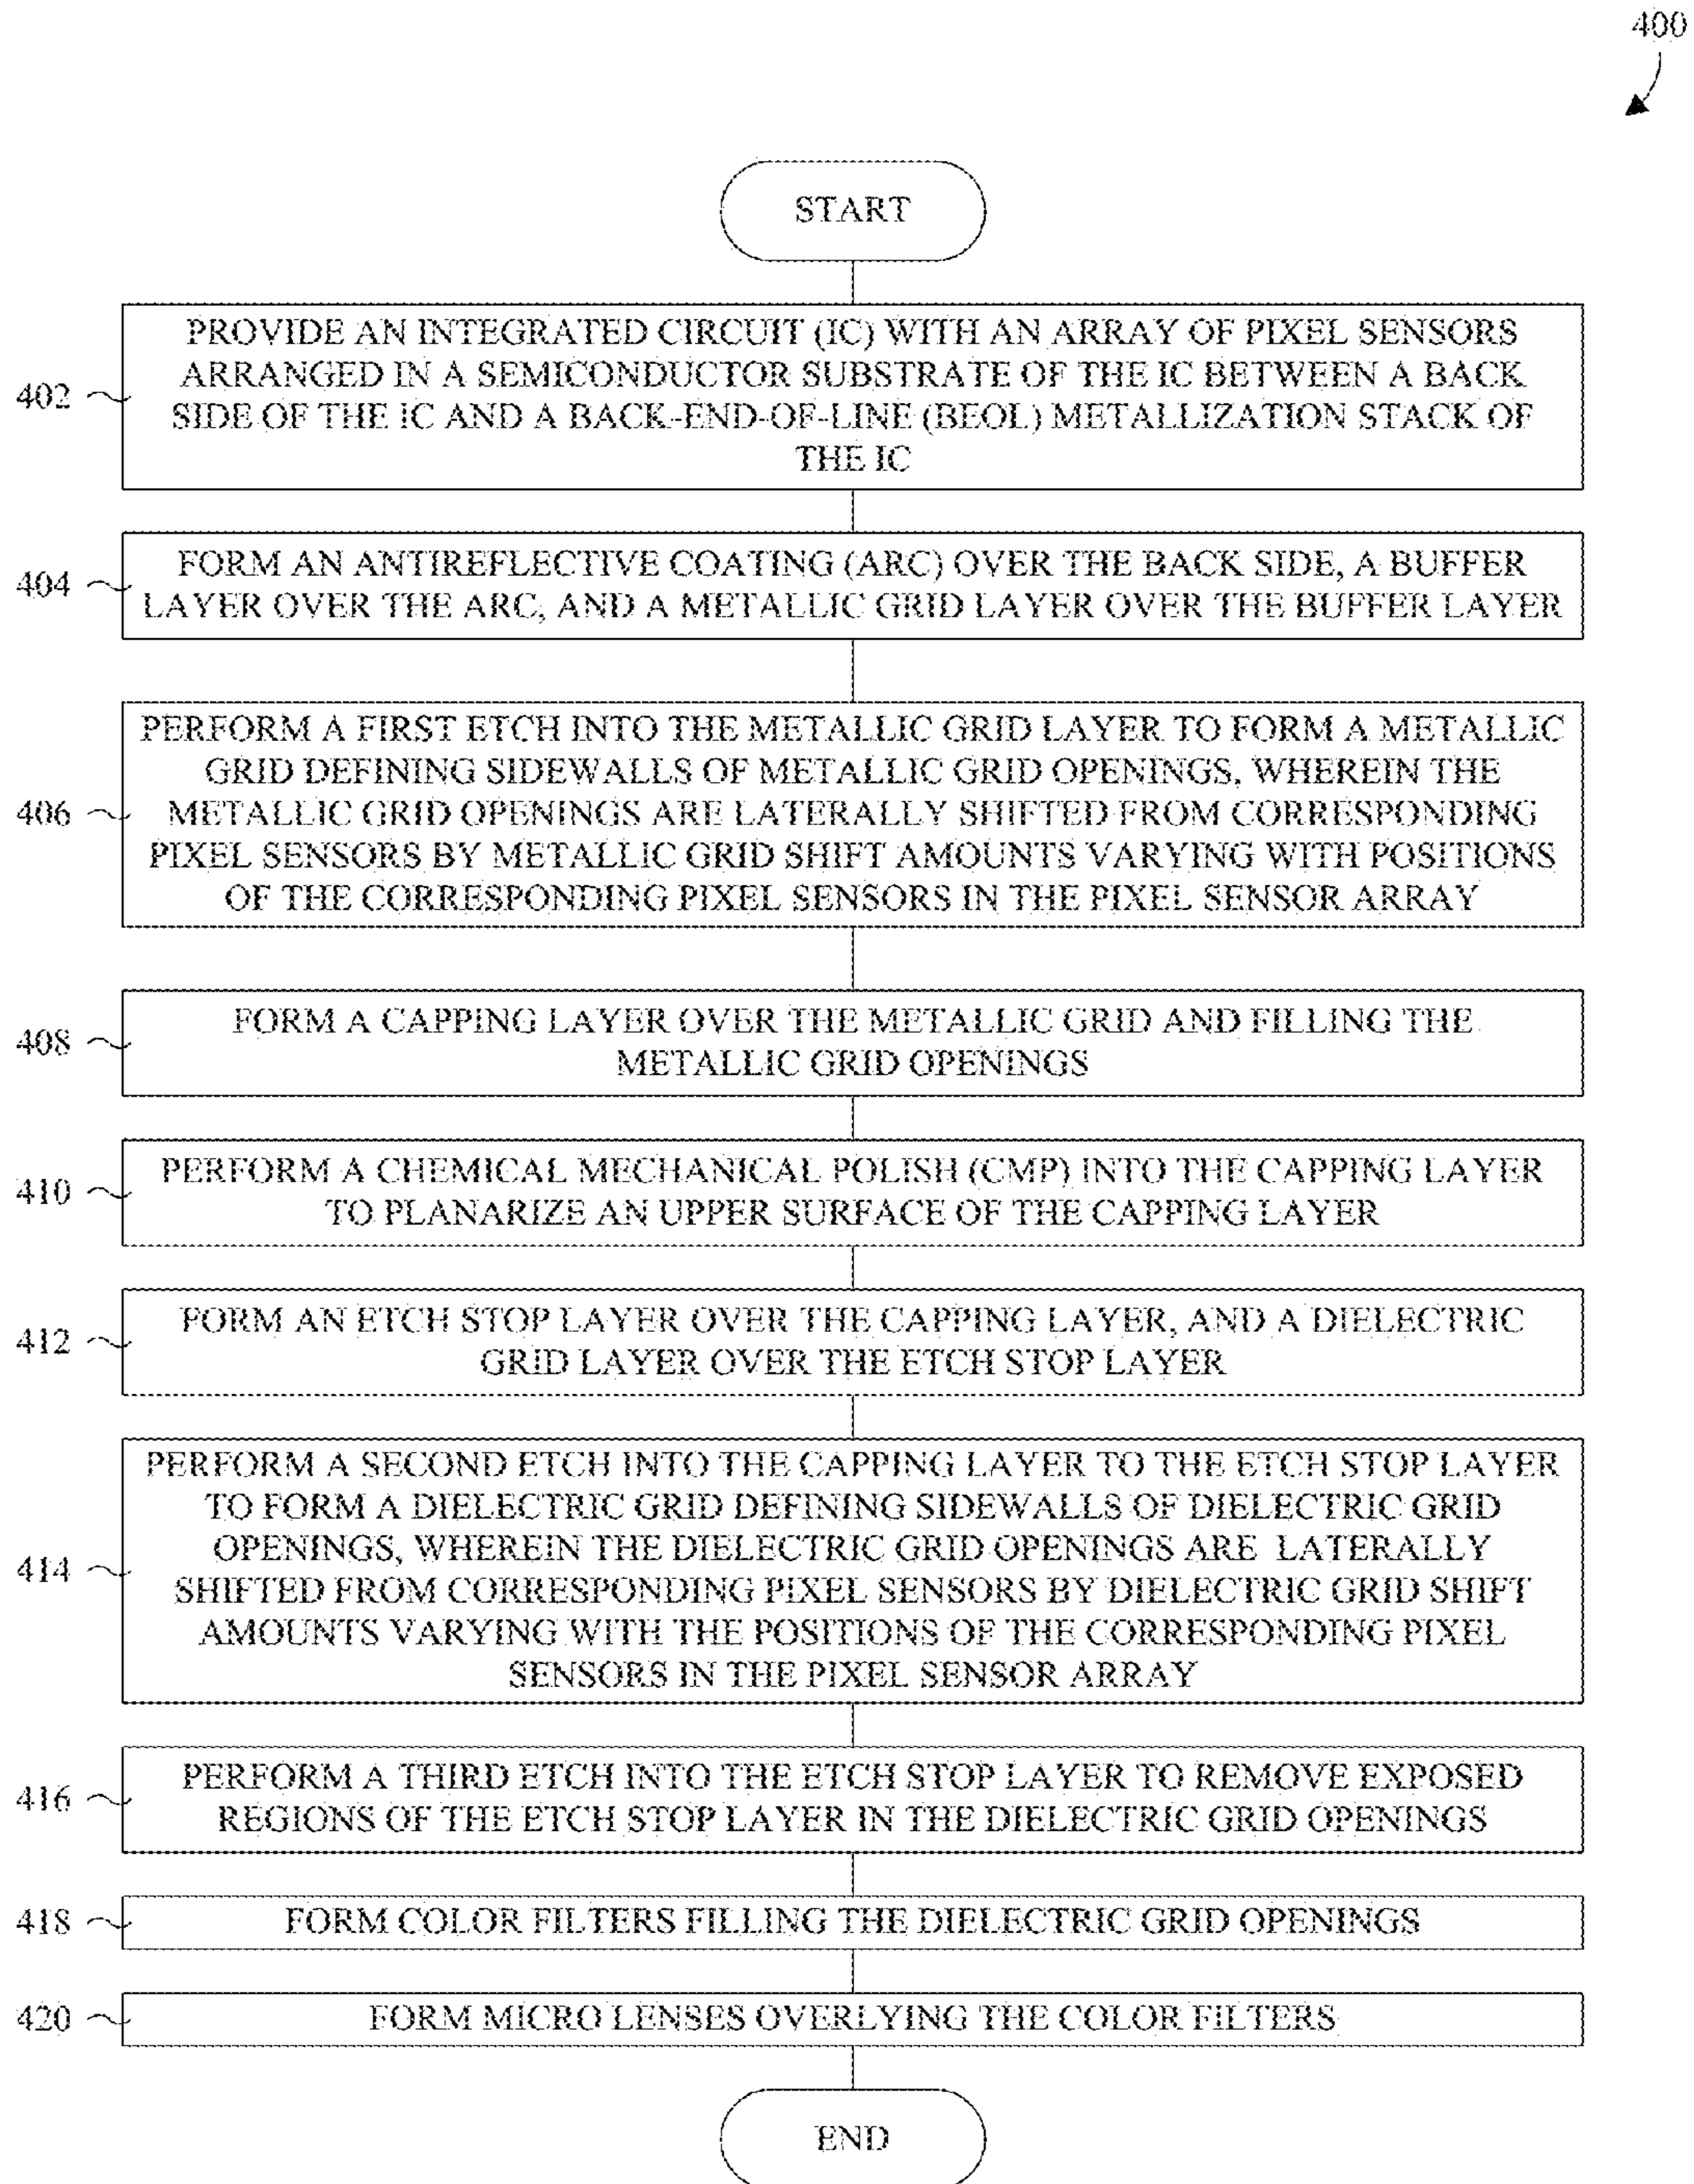 400
START
402
PROVIDE AN INTEGRATED CIRCUIT (IC) WITH AN ARRAY OF PIXEL SENSORS
ARRANGED IN A SEMICONDUCTOR SUBSTRATE OF THE IC BETWEEN A BACK
SIDE OF THE IC AND A BACK-END-OF-LINE (BEOL) METALLIZATION STACK OF
THE IC
404
FORM AN ANTIREFLECTIVE COATING (ARC) OVER THE BACK SIDE, A BUFFER
LAYER OVER THE ARC, AND A METALLIC GRID LAYER OVER THE BUFFER LAYER
406
PERFORM A FIRST ETCH INTO THE METALLIC GRID LAYER TO FORM A METALLIC
GRID DEFINING SIDEWALLS OF METALLIC GRID OPENINGS, WHEREIN THE
METALLIC GRID OPENINGS ARE LATERALLY SHIFTED FROM CORRESPONDING
PIXEL SENSORS BY METALLIC GRID SHIFT AMOUNTS VARYING WITH POSITIONS
OF THE CORRESPONDING PIXEL SENSORS IN THE PIXEL SENSOR ARRAY
408
FORM A CAPPING LAYER OVER THE METALLIC GRID AND FILLING THE
METALLIC GRID OPENINGS
410
PERFORM A CHEMICAL MECHANICAL POLISH (CMP) INTO THE CAPPING LAYER
TO PLANARIZE AN UPPER SURFACE OF THE CAPPING LAYER
412
FORM AN ETCH STOP LAYER OVER THE CAPPING LAYER, AND A DIELECTRIC
GRID LAYER OVER THE ETCH STOP LAYER
414
PERFORM A SECOND ETCH INTO THE CAPPING LAYER TO THE ETCH STOP LAYER
TO FORM A DIELECTRIC GRID DEFINING SIDEWALLS OF DIELECTRIC GRID
OPENINGS, WHEREIN THE DIELECTRIC GRID OPENINGS ARE LATERALLY
SHIFTED FROM CORRESPONDING PIXEL SENSORS BY DIELECTRIC GRID SHIFT
AMOUNTS VARYING WITH THE POSITIONS OF THE CORRESPONDING PIXEL
SENSORS IN THE PIXEL SENSOR ARRAY
416
PERFORM A THIRD ETCH INTO THE ETCH STOP LAYER TO REMOVE EXPOSED
REGIONS OF THE ETCH STOP LAYER IN THE DIELECTRIC GRID OPENINGS
418
FORM COLOR FILTERS FILLING THE DIELECTRIC GRID OPENINGS
420
FORM MICRO LENSES OVERLYING THE COLOR FILTERS
END